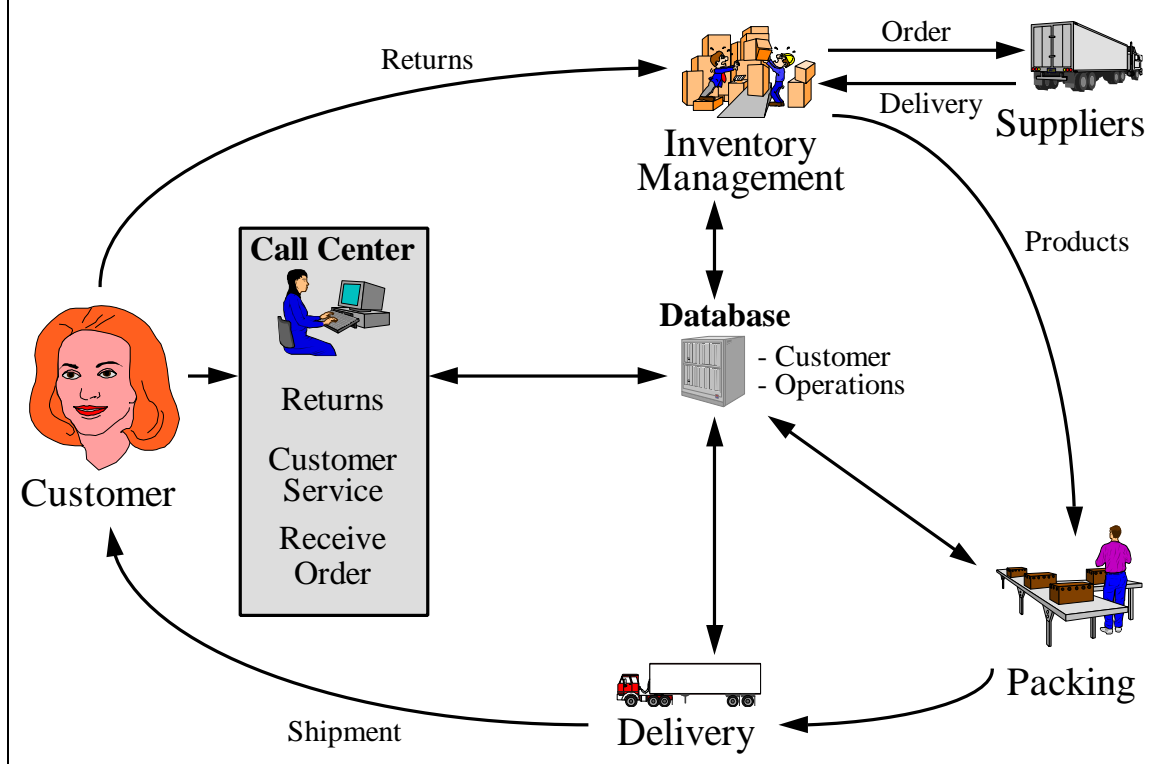 Returns
Order
Delivery
Suppliers
Inventory
Management
Products
Call Center
Returns
Customer
Service
Receive
Order
Database
- Customer
- Operations
Customer
Packing
Shipment
Delivery